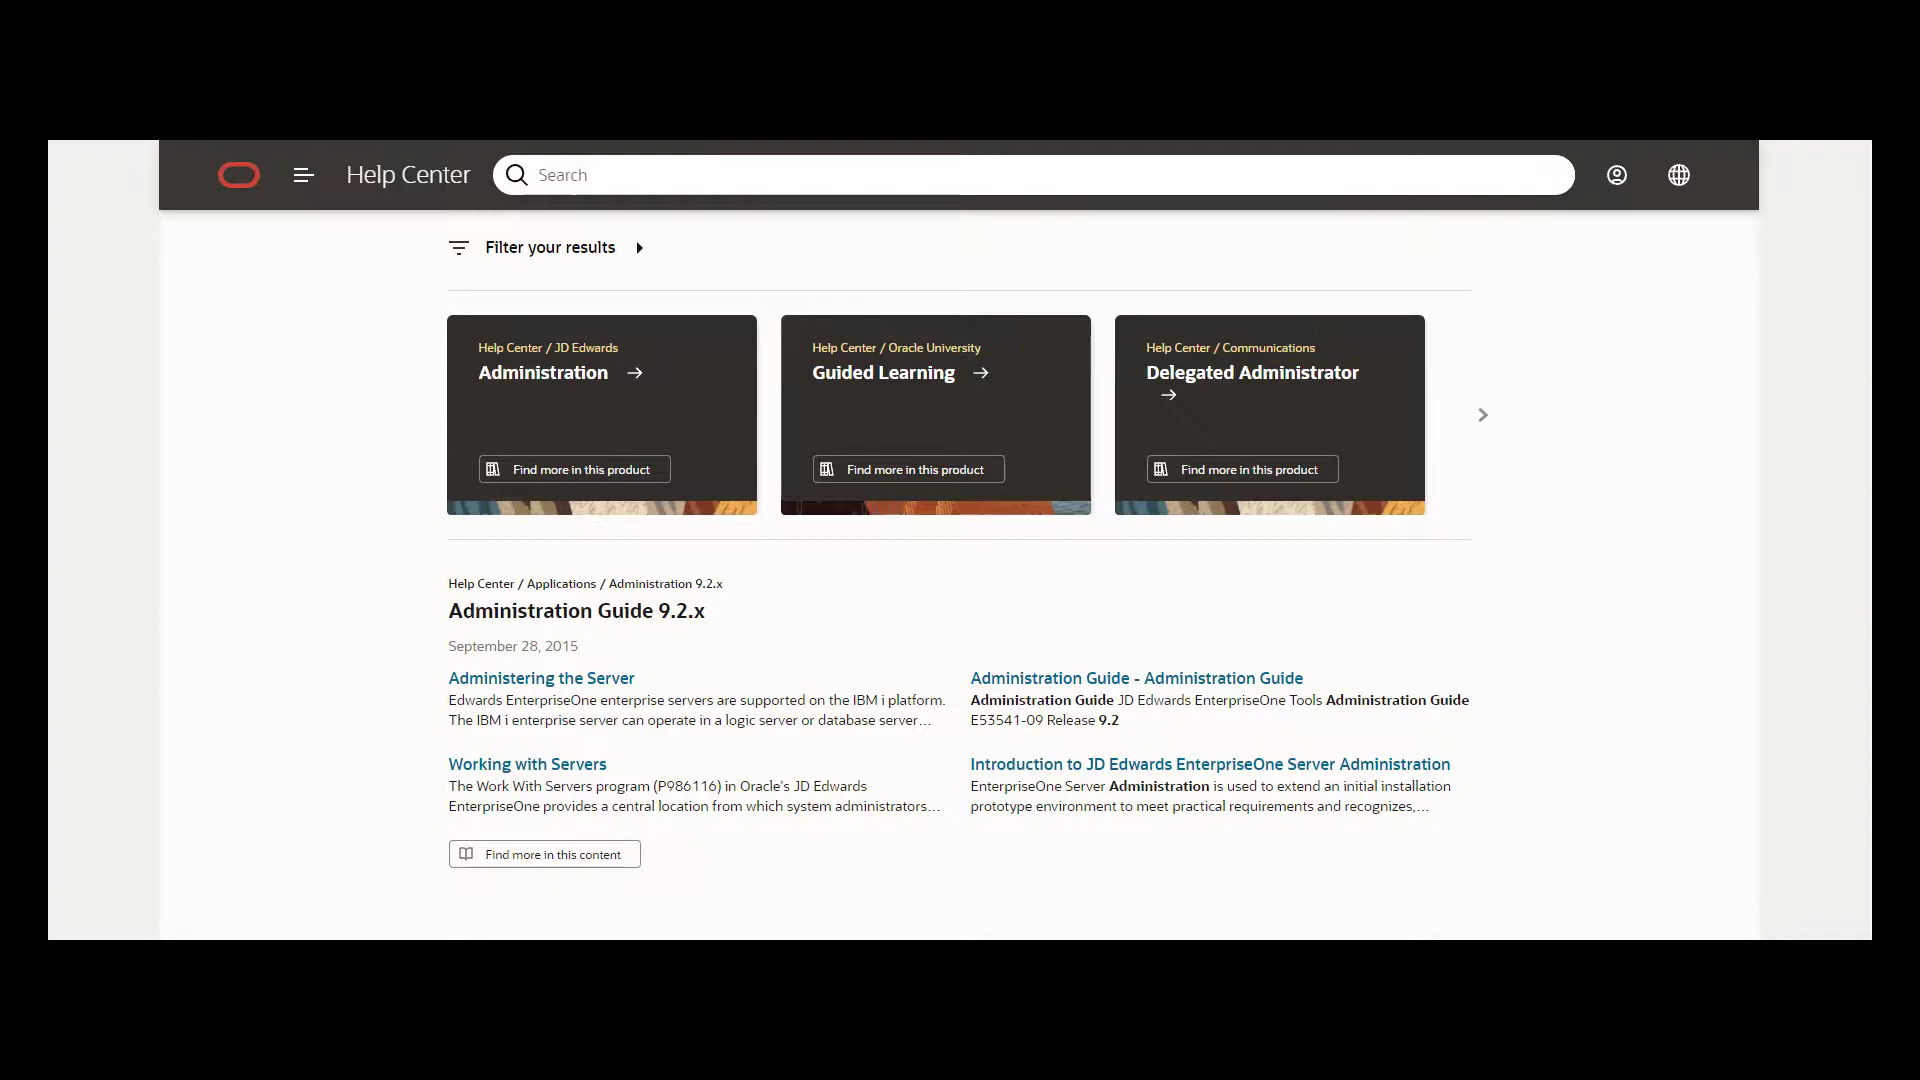 Help Center
Search
Filter your results
Help Center / JD Edwards
Administration
Find more in this product
Help Center / Oracle University
Guided Learning
Find more in this product
Help Center / Communications
Delegated Administrator
Find more in this product
Help Center / Applications / Administration 9.2.x
Administration Guide 9.2.x
September 28, 2015
Administering the Server
Edwards EnterpriseOne enterprise servers are supported on the IBM i platform.
The IBM i enterprise server can operate in a logic server or database server...
Administration Guide - Administration Guide
Administration Guide JD Edwards EnterpriseOne Tools Administration Guide
E53541-09 Release 9.2
Working with Servers
The Work With Servers program (P986116) in Oracle's JD Edwards
EnterpriseOne provides a central location from which system administrators...
Introduction to JD Edwards EnterpriseOne Server Administration
EnterpriseOne Server Administration is used to extend an initial installation
prototype environment to meet practical requirements and recognizes,...
Find more in this content